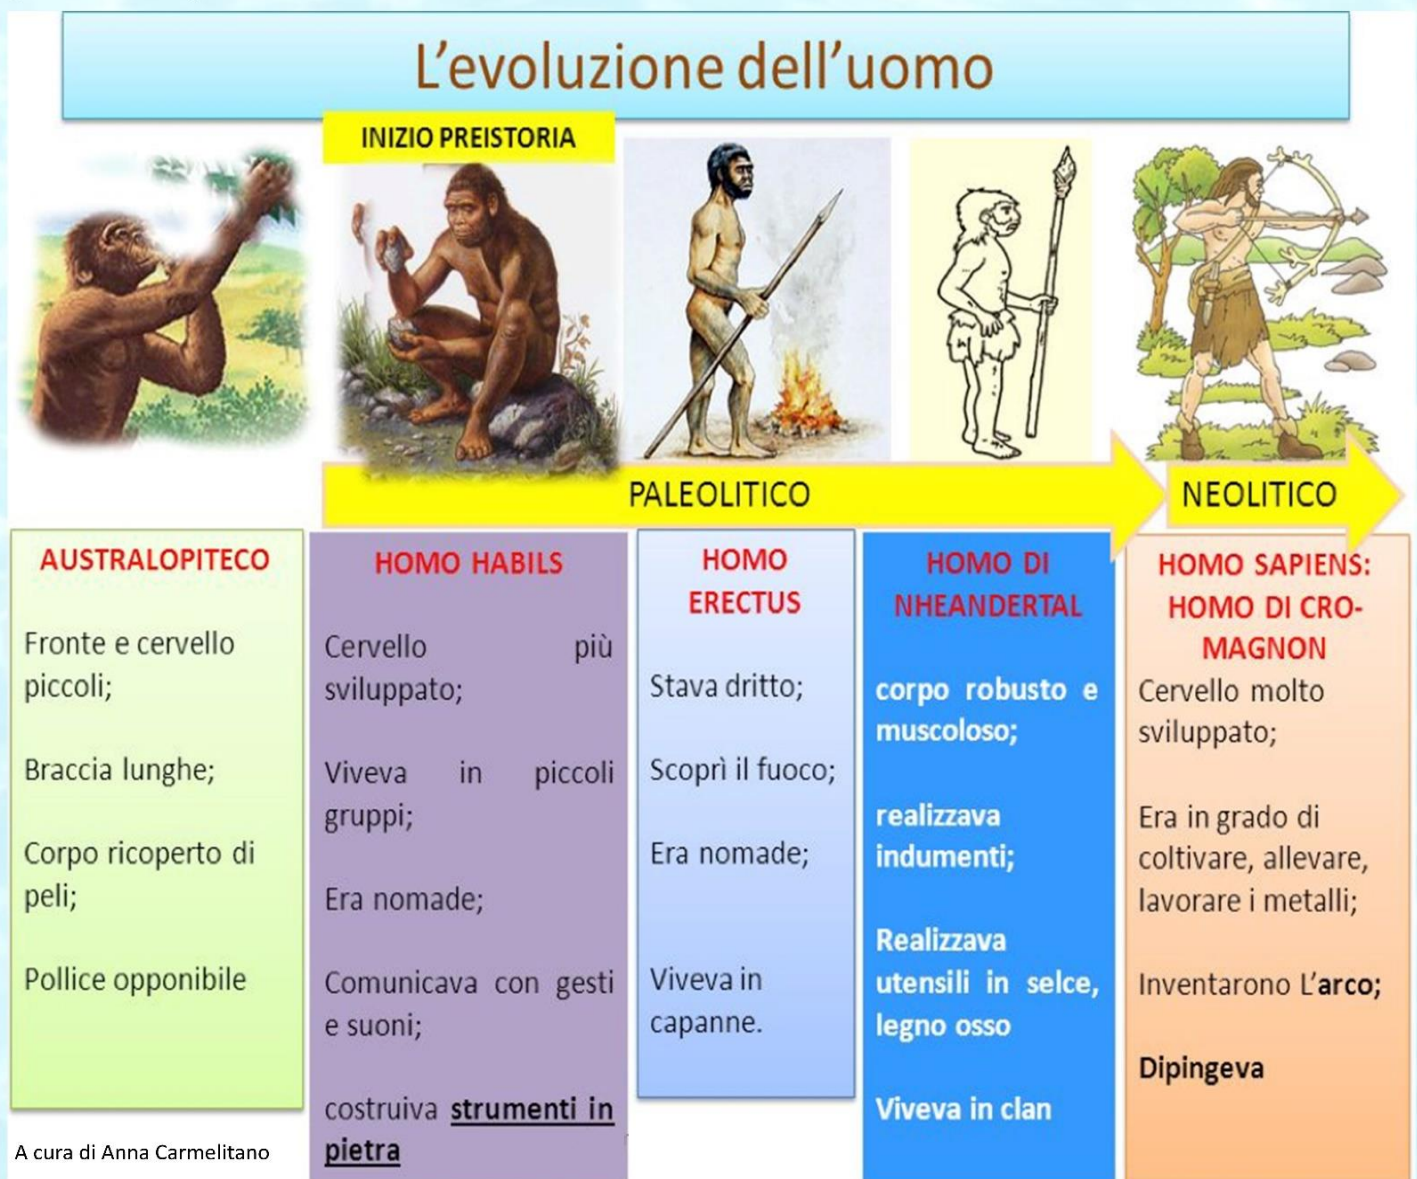 L'evoluzione dell'uomo
INIZIO PREISTORIA
PALEOLITICO
NEOLITICO
AUSTRALOPITECO
Fronte e cervello
piccoli;
Braccia lunghe;
Corpo ricoperto di
peli;
Pollice opponibile
HOMO HABILS
Cervello più
sviluppato;
Viveva in piccoli
gruppi;
Era nomade;
Comunicava con gesti
e suoni;
costruiva strumenti in
pietra
HOMO
ERECTUS
Stava dritto;
Scoprì il fuoco;
Era nomade;
Viveva in
capanne.
HOMO DI
NHEANDERTAL
corpo robusto e
muscoloso;
realizzava
indumenti;
Realizzava
utensili in selce,
legno osso
Viveva in clan
HOMO SAPIENS:
HOMO DI CRO-
MAGNON
Cervello molto
sviluppato;
Era in grado di
coltivare, allevare,
lavorare i metalli;
Inventarono L'arco;
Dipingeva
A cura di Anna Carmelitano